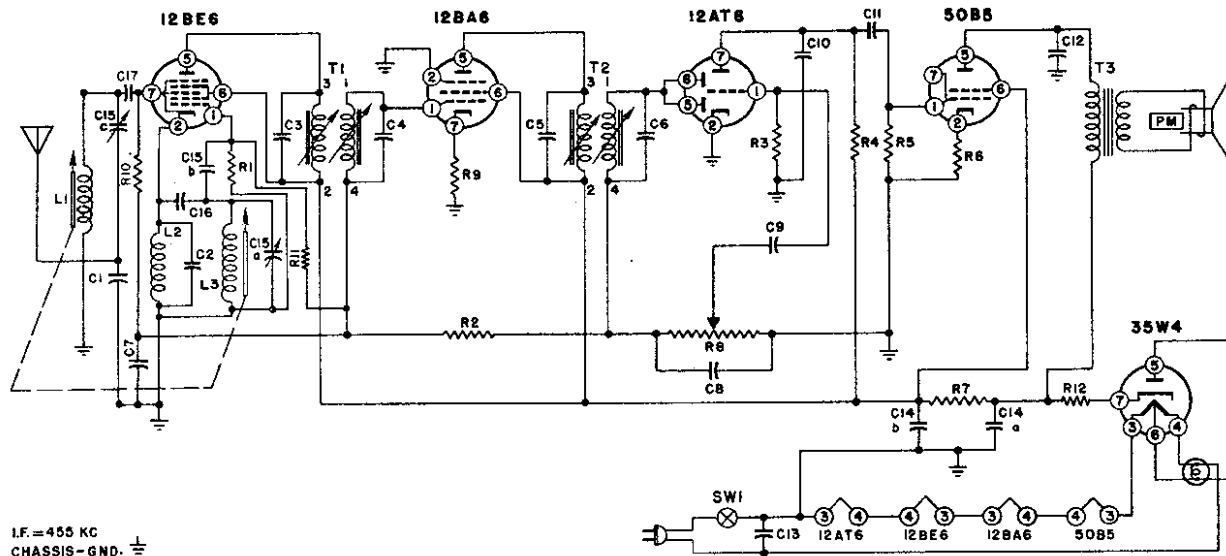 12BE6 12BA6 12AT6 50B5
C11
5 5 7 5
C10 C12
T1 T2 T3
C17 3 3
7 6 2 6 7
C15 c 1 1 6 5 1 1 6 PM
2 1 7 2 2
C3 C4 C5 C6 R3 R4 R5 R6
R10 C15 b R1 R9
L1 2 4 2 4
C16
L2 C2 L3 C15 a R11 C9
C1
R2 R8 35W4
C7 C8 5
R7 R12 7
C14 b C14 a 3 6 4
SW1
I.F.=455 KC C13 3 4 4 3 3 4 4 3
CHASSIS-GND. 12AT6 12BE6 12BA6 50B5